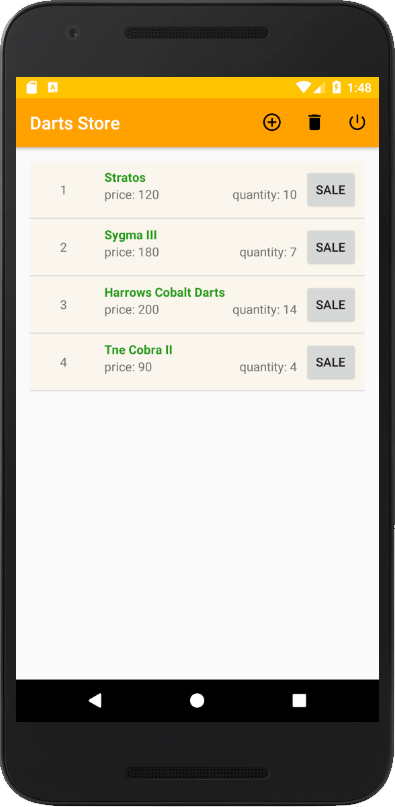 1:48
Darts Store
1 Stratos price: 120 quantity: 10 SALE
2 Sygma III price: 180 quantity: 7 SALE
3 Harrows Cobalt Darts price: 200 quantity: 14 SALE
4 Tne Cobra II price: 90 quantity: 4 SALE